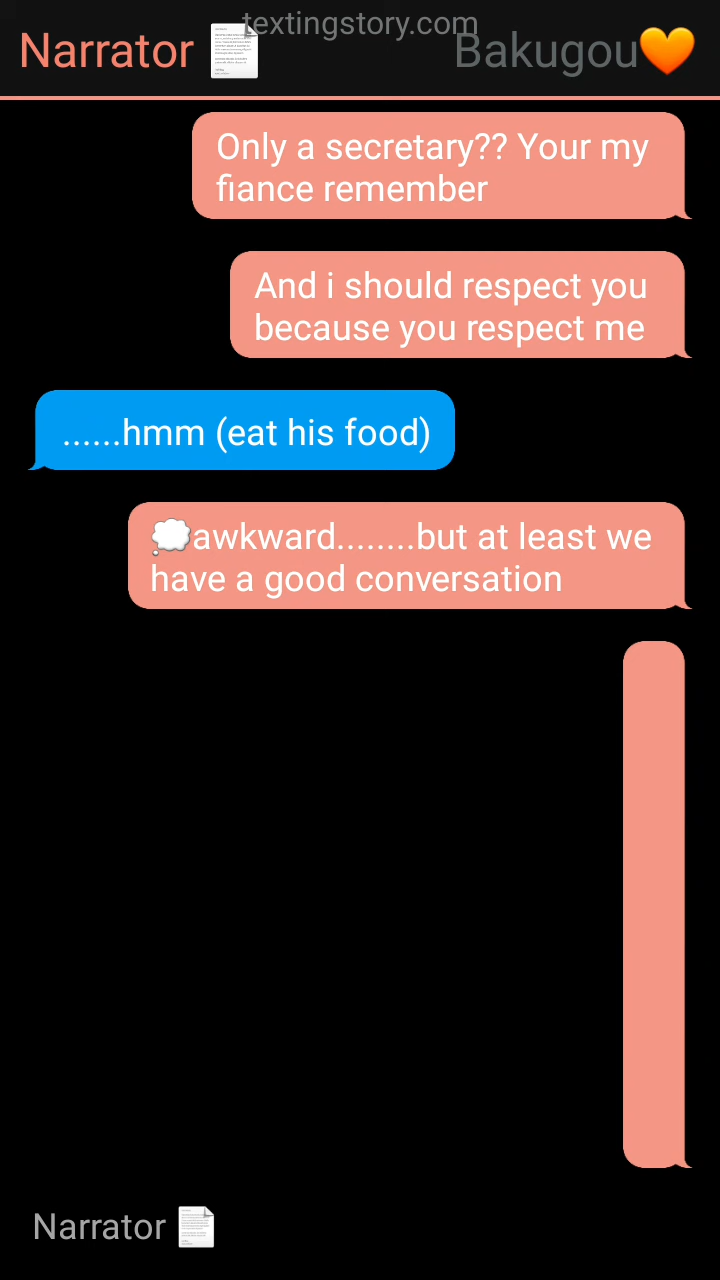 textingstory.com
Narrator
Bakugou
Only a secretary?? Your my
fiance remember
And i should respect you
because you respect me
......hmm (eat his food)
awkward........but at least we
have a good conversation
Narrator